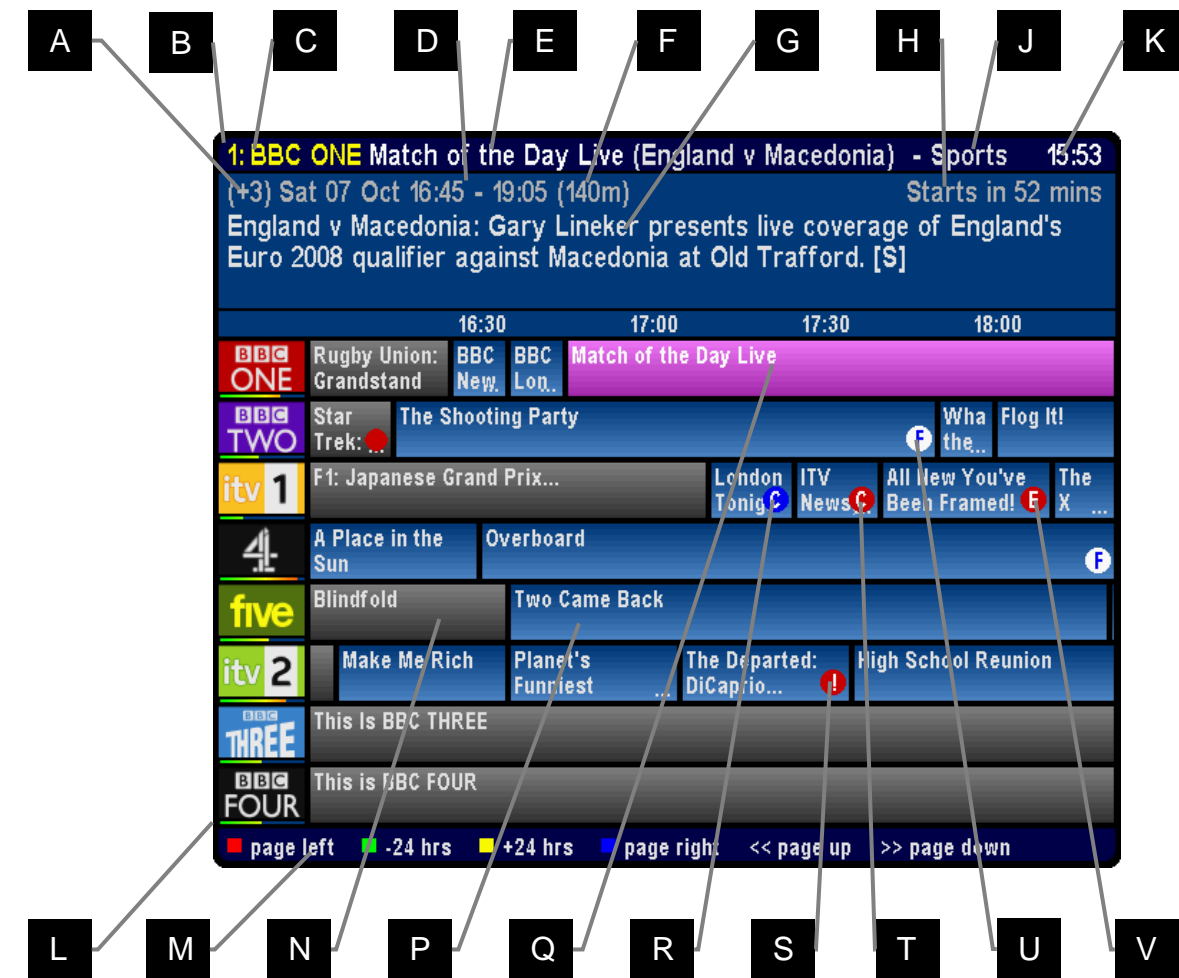 A B C D E F G H J K
1: BBC ONE Match of the Day Live (England v Macedonia) - Sports 15:53
(+3) Sat 07 Oct 16:45 - 19:05 (140m) Starts in 52 mins
England v Macedonia: Gary Lineker presents live coverage of England's
Euro 2008 qualifier against Macedonia at Old Trafford. [S]
16:30 17:00 17:30 18:00
BBC ONE
Rugby Union:
Grandstand
BBC
New..
BBC
Lon..
Match of the Day Live
BBC TWO
Star
Trek: ...
The Shooting Party
F
Wha
the...
Flog It!
itv 1
F1: Japanese Grand Prix...
London
Tonig C
ITV
News C
All New You've
Been Framed! E
The
X ...
4
A Place in the
Sun
Overboard
F
five
Blindfold
Two Came Back
itv 2
Make Me Rich
Planet's
Funniest ...
The Departed:
DiCaprio... !
High School Reunion
BBC THREE
This Is BBC THREE
BBC FOUR
This is BBC FOUR
page left -24 hrs +24 hrs page right << page up >> page down
L M N P Q R S T U V